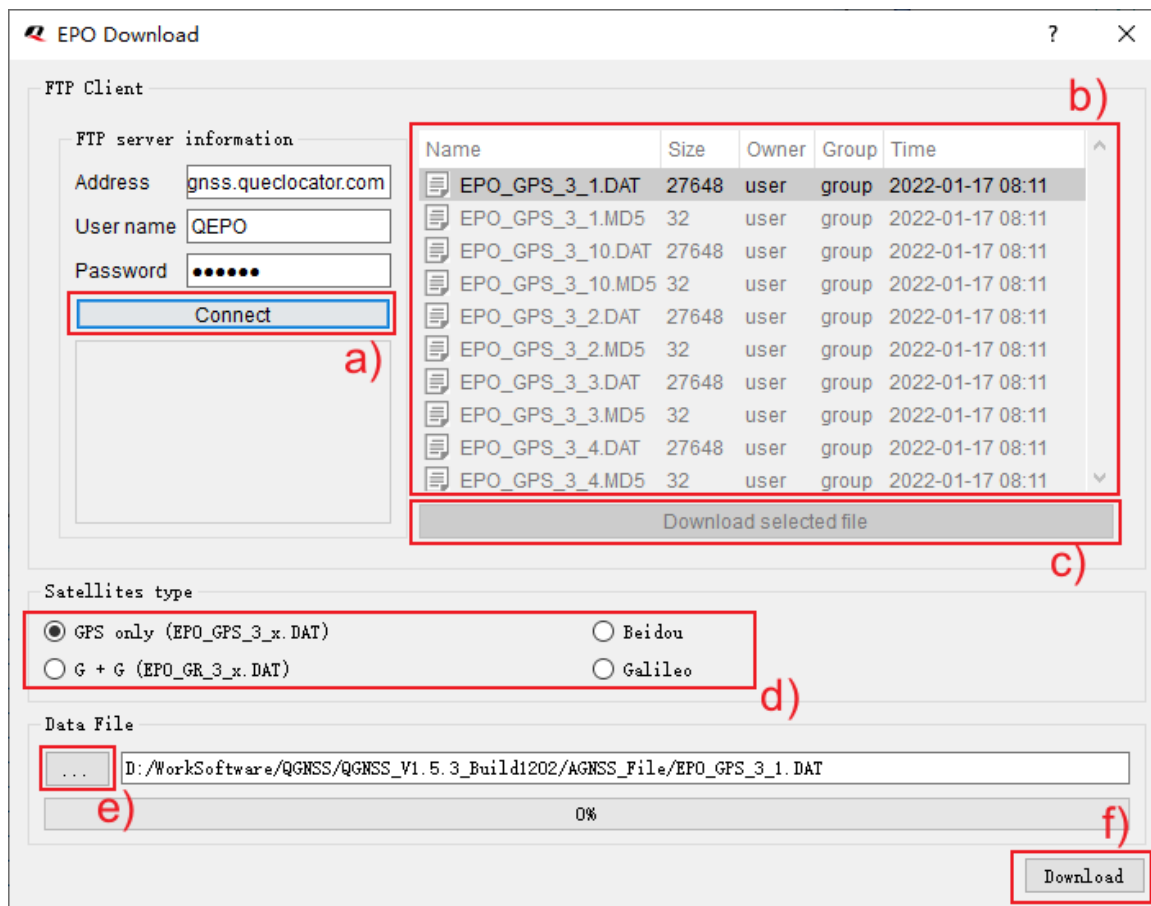 EPO Download
FTP Client
b)
FTP server information
Address gnss.queclocator.com
User name QEPO
Password ●●●●●●
Connect
a)
Name Size Owner Group Time
EPO_GPS_3_1.DAT 27648 user group 2022-01-17 08:11
EPO_GPS_3_1.MD5 32 user group 2022-01-17 08:11
EPO_GPS_3_10.DAT 27648 user group 2022-01-17 08:11
EPO_GPS_3_10.MD5 32 user group 2022-01-17 08:11
EPO_GPS_3_2.DAT 27648 user group 2022-01-17 08:11
EPO_GPS_3_2.MD5 32 user group 2022-01-17 08:11
EPO_GPS_3_3.DAT 27648 user group 2022-01-17 08:11
EPO_GPS_3_3.MD5 32 user group 2022-01-17 08:11
EPO_GPS_3_4.DAT 27648 user group 2022-01-17 08:11
EPO_GPS_3_4.MD5 32 user group 2022-01-17 08:11
Download selected file
c)
Satellites type
GPS only (EPO_GPS_3_x.DAT) Beidou
G + G (EPO_GR_3_x.DAT) Galileo
d)
Data File
... D:/WorkSoftware/QGNSS/QGNSS_V1.5.3_Build1202/AGNSS_File/EPO_GPS_3_1.DAT
e)
0%
f)
Download